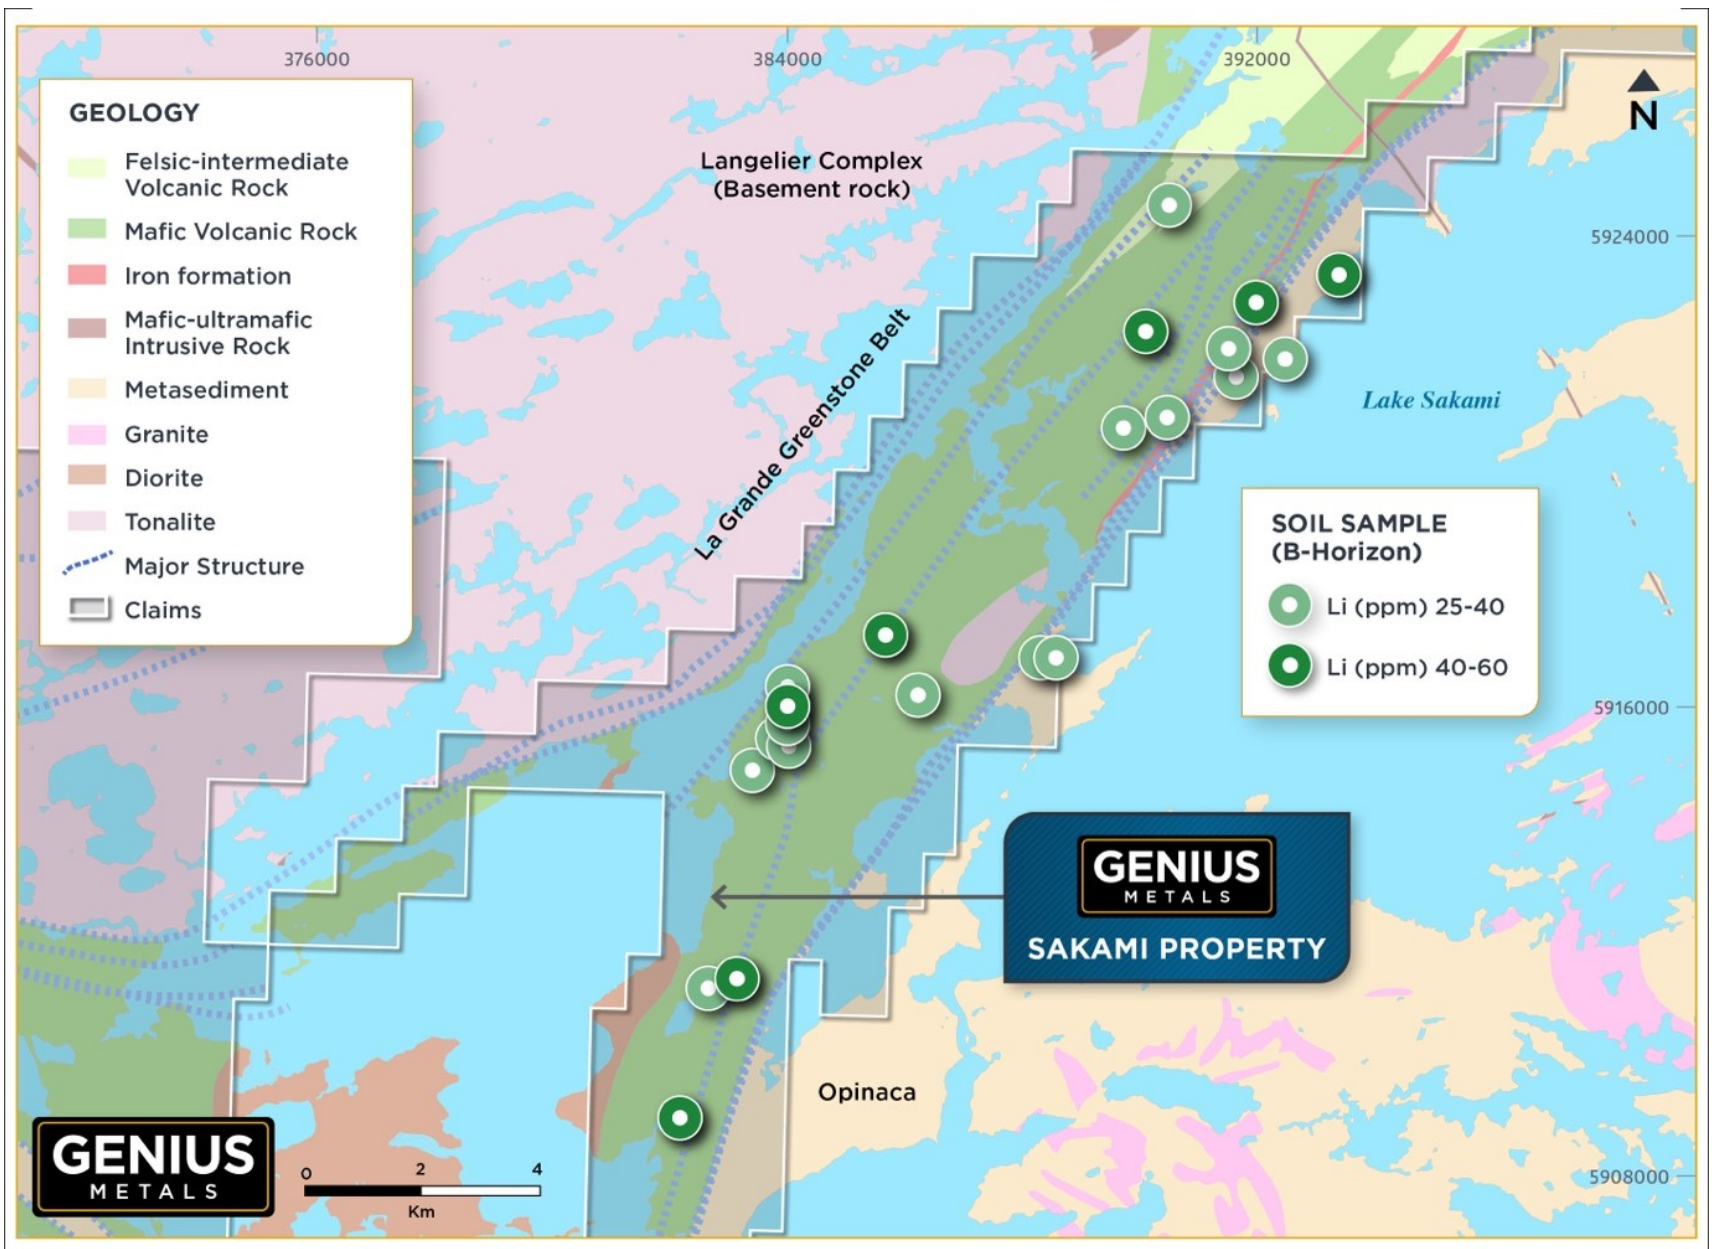 376000
384000
392000
GEOLOGY
Felsic-intermediate
Volcanic Rock
Mafic Volcanic Rock
Iron formation
Mafic-ultramafic
Intrusive Rock
Metasediment
Granite
Diorite
Tonalite
Major Structure
Claims
Langelier Complex
(Basement rock)
N
5924000
La Grande Greenstone Belt
Lake Sakami
SOIL SAMPLE
(B-Horizon)
Li (ppm) 25-40
Li (ppm) 40-60
5916000
GENIUS
METALS
SAKAMI PROPERTY
Opinaca
GENIUS
METALS
0 2 4
Km
5908000